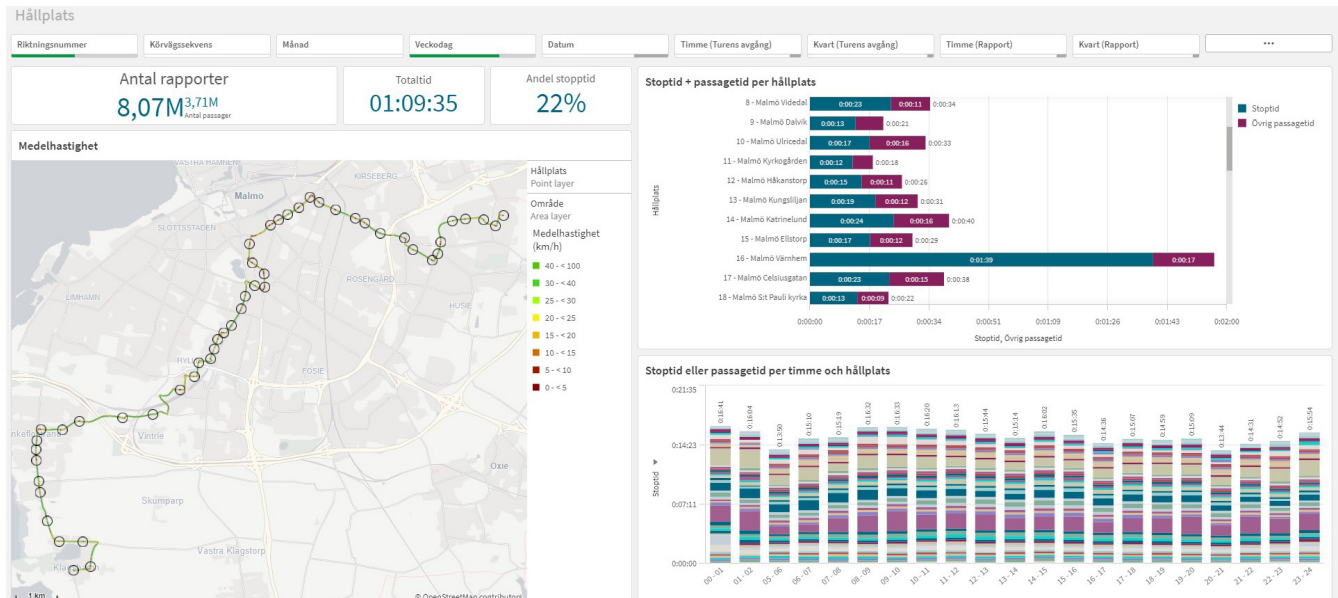 Hållplats
Riktningsnummer
Körvägssekvens
Månad
Veckodag
Datum
Timme (Turens avgång)
Kvart (Turens avgång)
Timme (Rapport)
Kvart (Rapport)
...
Antal rapporter
8,07M 3,71M
Antal passager
Totaltid
01:09:35
Andel stopptid
22%
Medelhastighet
VÄSTRA HAMNEN
KIRSEBERG
Malmö
SLOTTSSTADEN
ROSENGÅRD
LIMHAMN
HUSIE
HYLLIE
FOSIE
Vintrie
Oxie
Skumparp
Västra Klagstorp
1 km
© OpenStreetMap contributors
Hållplats
Point layer
Område
Area layer
Medelhastighet
(km/h)
40 - < 100
30 - < 40
25 - < 30
20 - < 25
15 - < 20
10 - < 15
5 - < 10
0 - < 5
Stoptid + passagetid per hållplats
8 - Malmö Videdal 0:00:23 0:00:11 0:00:34
9 - Malmö Dalvik 0:00:13 0:00:21
10 - Malmö Ulricedal 0:00:17 0:00:16 0:00:33
11 - Malmö Kyrkogården 0:00:12 0:00:18
12 - Malmö Håkanstorp 0:00:15 0:00:11 0:00:26
13 - Malmö Kungsliljan 0:00:19 0:00:12 0:00:31
14 - Malmö Katrinelund 0:00:24 0:00:16 0:00:40
15 - Malmö Ellstorp 0:00:17 0:00:12 0:00:29
16 - Malmö Värnhem 0:01:39 0:00:17
17 - Malmö Celsiusgatan 0:00:23 0:00:15 0:00:38
18 - Malmö S:t Pauli kyrka 0:00:13 0:00:09 0:00:22
Hållplats
0:00:00 0:00:17 0:00:34 0:00:51 0:01:09 0:01:26 0:01:43 0:02:00
Stoptid, Övrig passagetid
Stoptid
Övrig passagetid
Stoptid eller passagetid per timme och hållplats
0:21:35
0:14:23
0:07:11
0:00:00
Stoptid
0:16:41 0:16:04 0:13:50 0:15:10 0:15:19 0:16:32 0:16:33 0:16:20 0:16:13 0:15:44 0:15:14 0:16:02 0:15:35 0:14:36 0:15:07 0:14:59 0:15:09 0:13:44 0:14:31 0:14:52 0:15:54
00 - 01 01 - 02 05 - 06 06 - 07 07 - 08 08 - 09 09 - 10 10 - 11 11 - 12 12 - 13 13 - 14 14 - 15 15 - 16 16 - 17 17 - 18 18 - 19 19 - 20 20 - 21 21 - 22 22 - 23 23 - 24